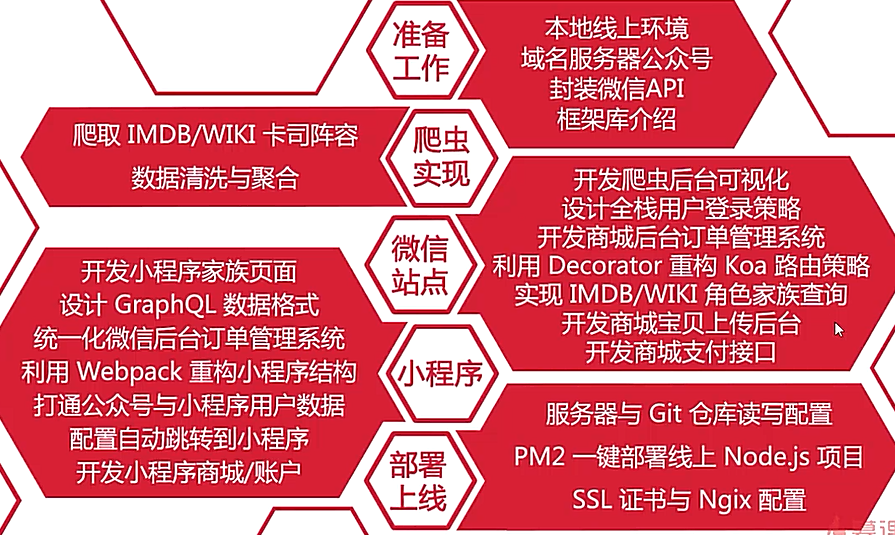 准备
工作
本地线上环境
域名服务器公众号
封装微信API
框架库介绍
爬虫
实现
爬取 IMDB/WIKI 卡司阵容
数据清洗与聚合
微信
站点
开发爬虫后台可视化
设计全栈用户登录策略
开发商城后台订单管理系统
利用 Decorator 重构 Koa 路由策略
实现 IMDB/WIKI 角色家族查询
开发商城宝贝上传后台
开发商城支付接口
小程序
开发小程序家族页面
设计 GraphQL 数据格式
统一化微信后台订单管理系统
利用 Webpack 重构小程序结构
打通公众号与小程序用户数据
配置自动跳转到小程序
开发小程序商城/账户
部署
上线
服务器与 Git 仓库读写配置
PM2 一键部署线上 Node.js 项目
SSL 证书与 Ngix 配置